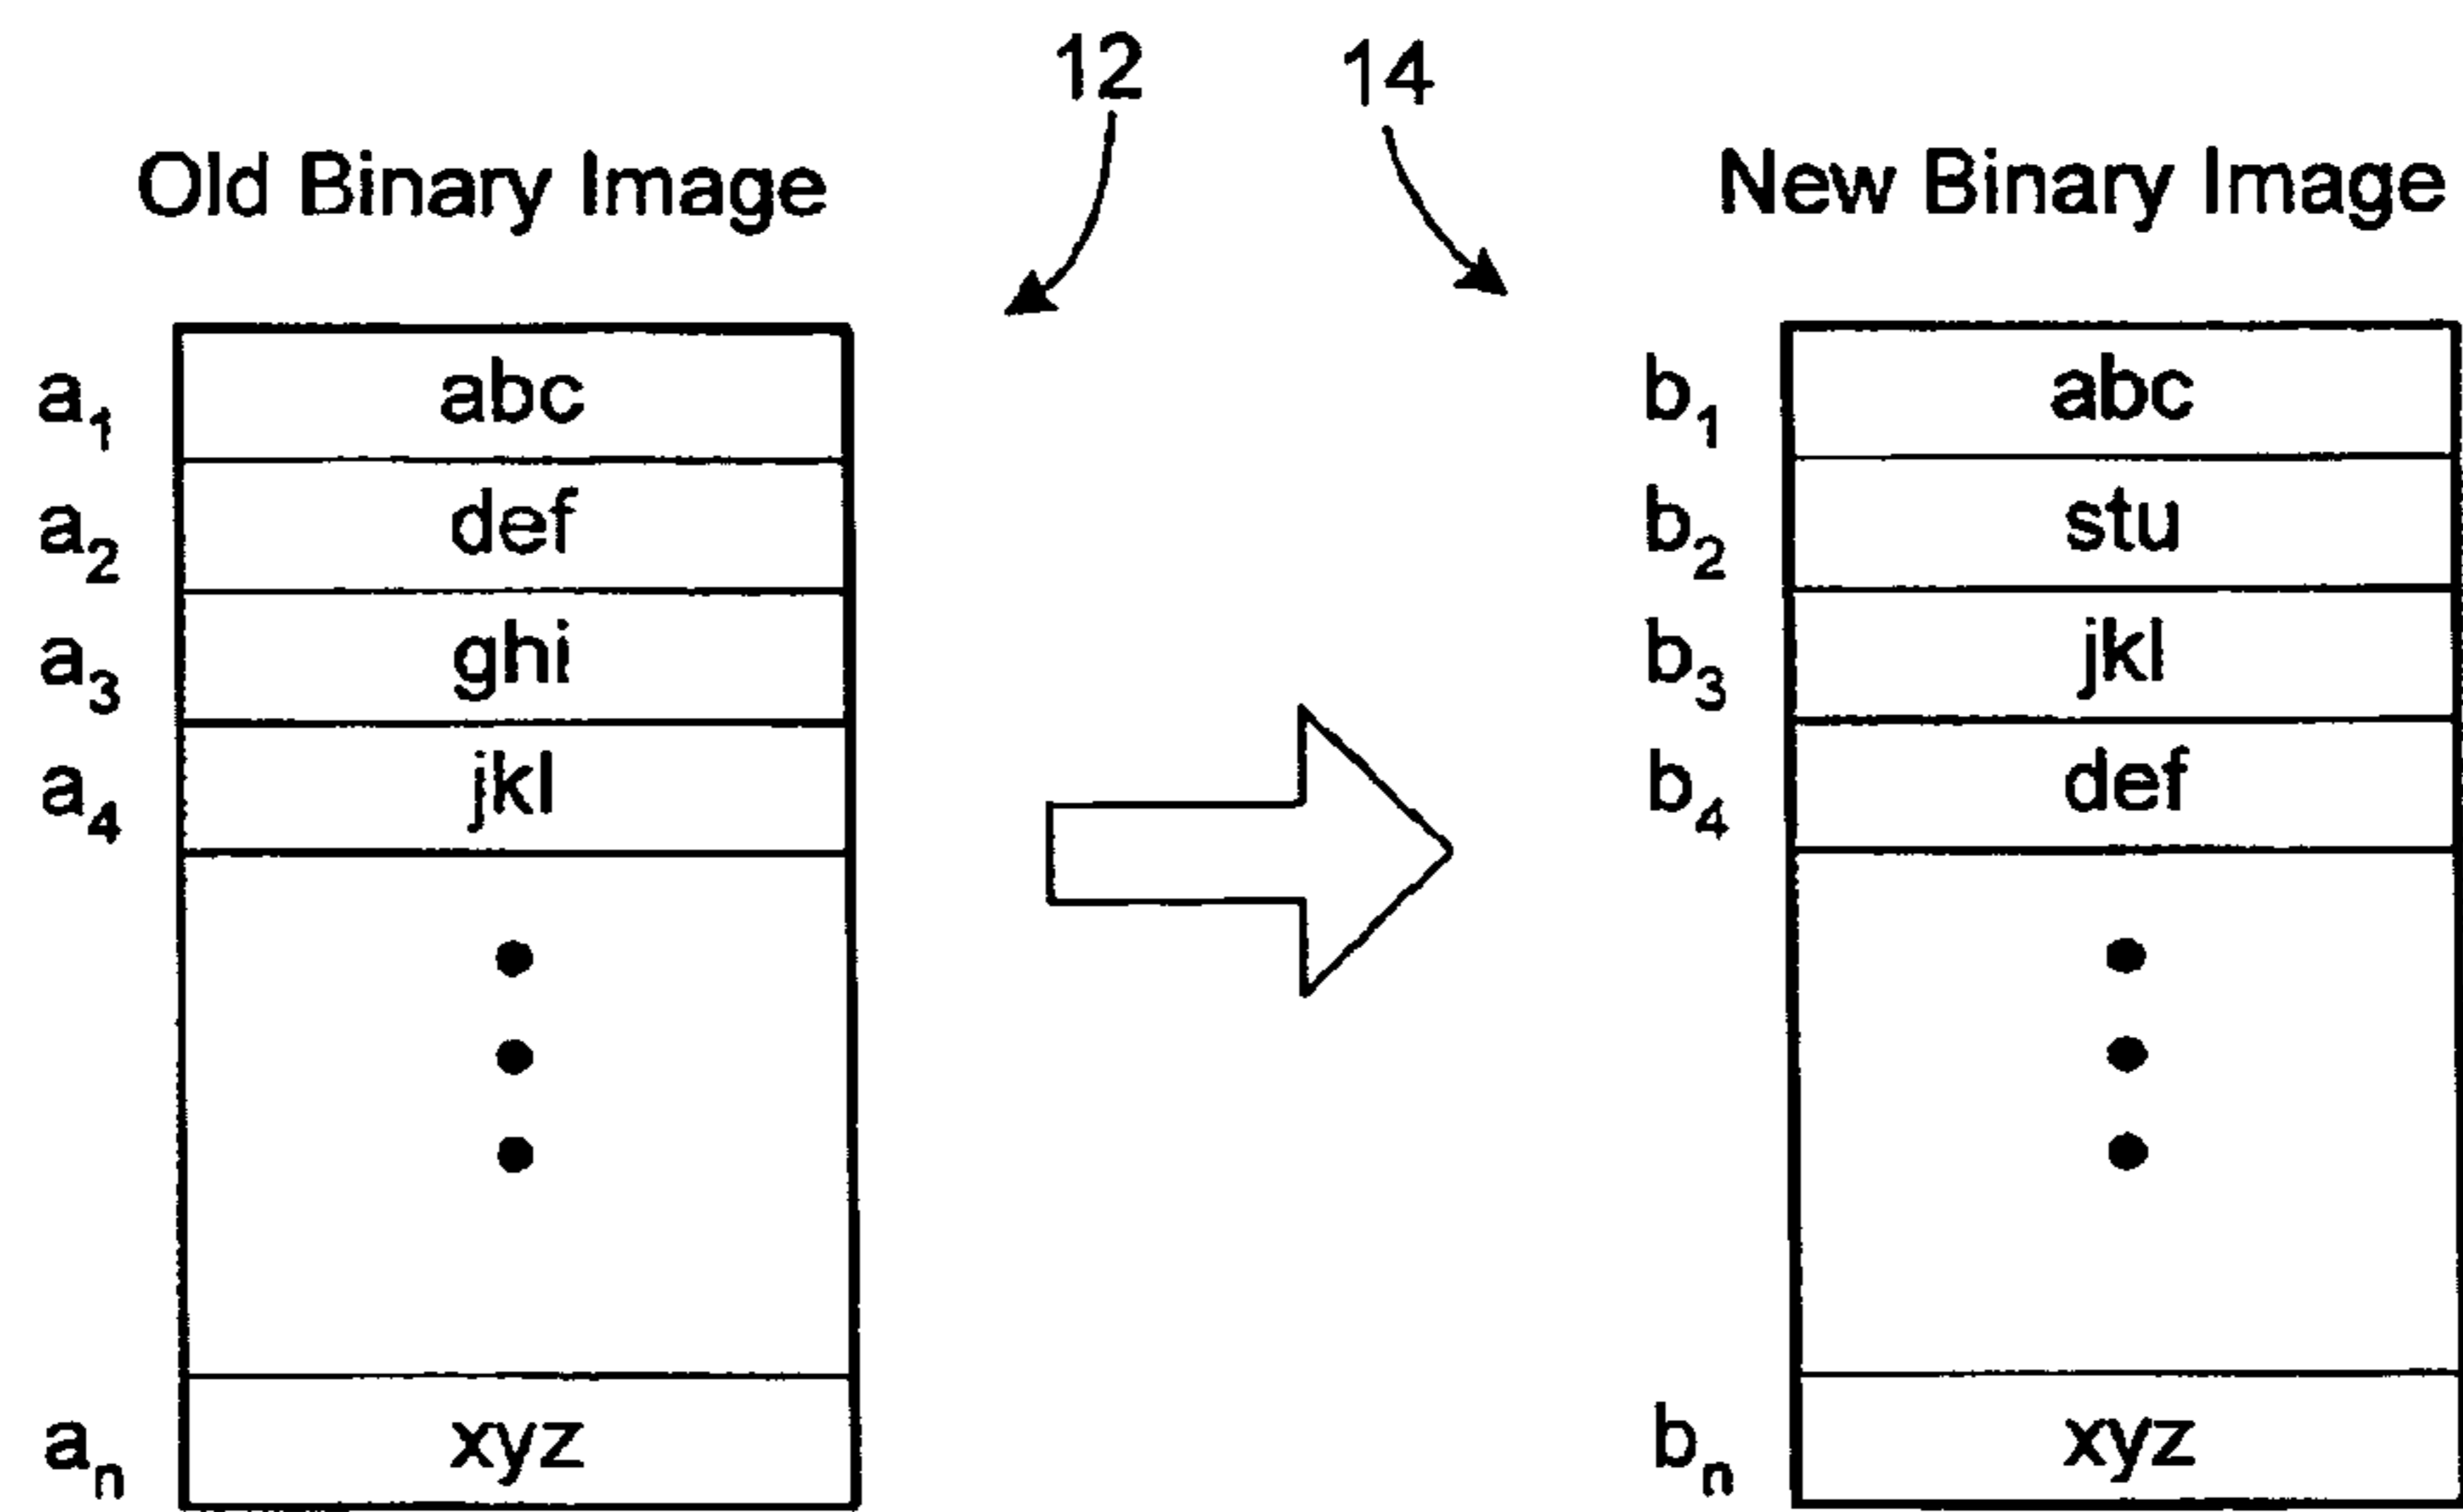 12 14
Old Binary Image New Binary Image
a₁ abc b₁ abc
a₂ def b₂ stu
a₃ ghi b₃ jkl
a₄ jkl b₄ def
aₙ xyz bₙ xyz